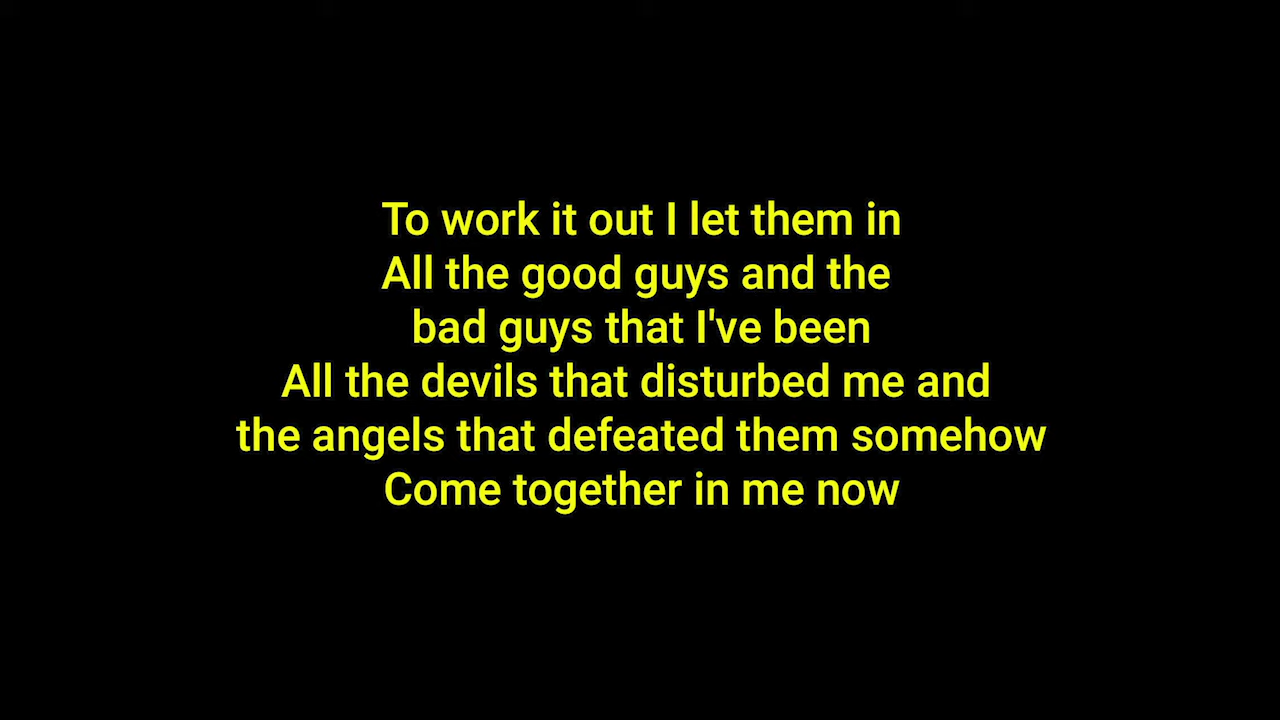 To work it out I let them in
All the good guys and the
bad guys that I've been
All the devils that disturbed me and
the angels that defeated them somehow
Come together in me now